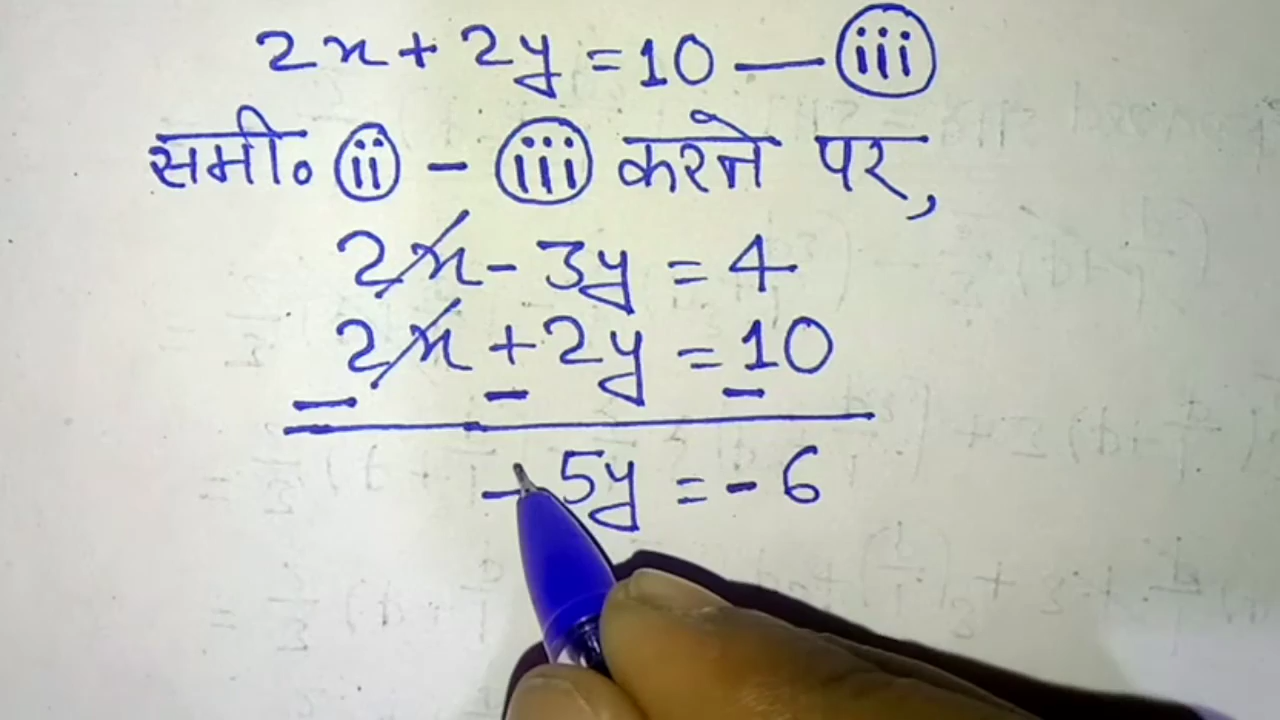 2x + 2y = 10 — (iii)
समी० (ii) - (iii) करने पर,
2x - 3y = 4
2x + 2y = 10
- - -
- 5y = - 6